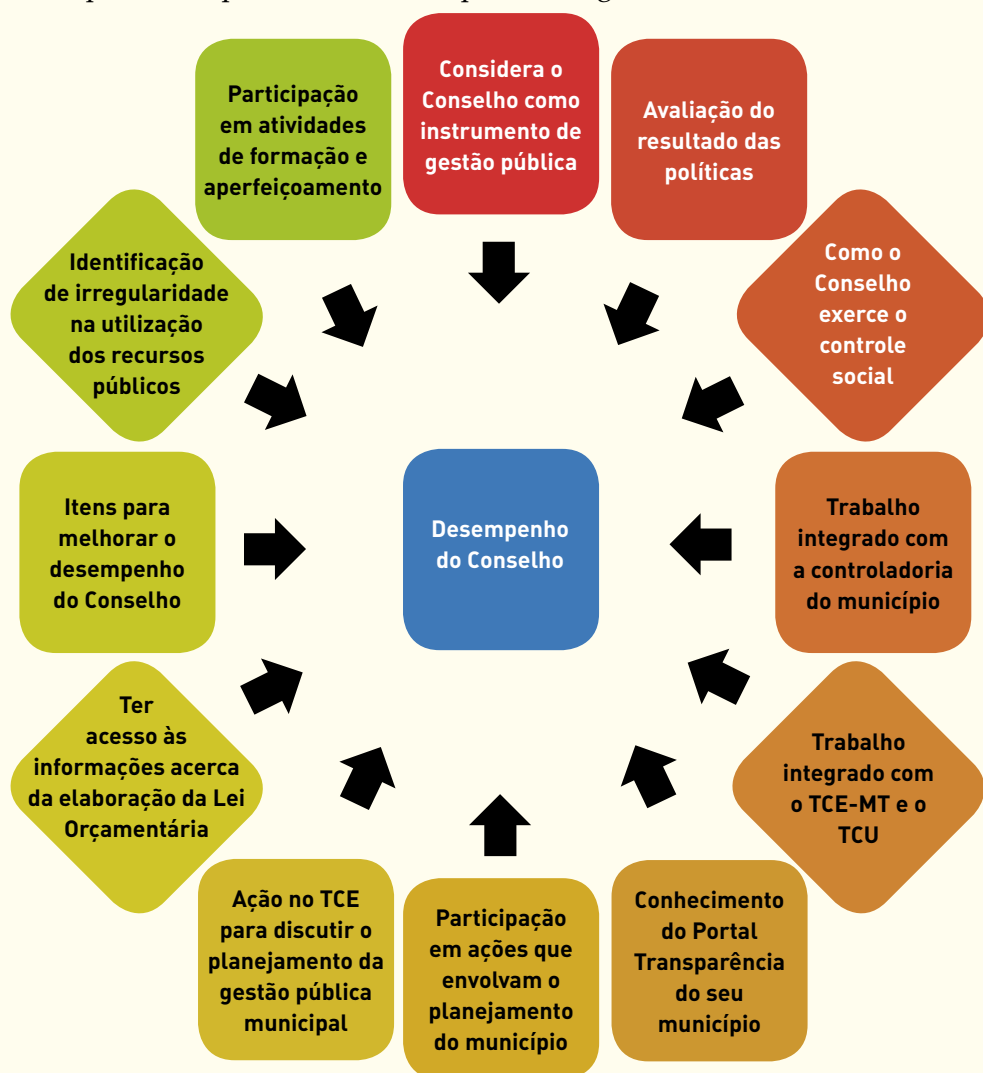 Considera o
Conselho como
instrumento de
gestão pública
Avaliação do
resultado das
políticas
Como o
Conselho
exerce o
controle
social
Trabalho
integrado com
a controladoria
do município
Trabalho
integrado com
o TCE-MT e o
TCU
Conhecimento
do Portal
Transparência
do seu
município
Participação
em ações que
envolvam o
planejamento
do município
Ação no TCE
para discutir o
planejamento da
gestão pública
municipal
Ter
acesso às
informações acerca
da elaboração da Lei
Orçamentária
Itens para
melhorar o
desempenho
do Conselho
Identificação
de irregularidade
na utilização
dos recursos
públicos
Participação
em atividades
de formação e
aperfeiçoamento
Desempenho
do Conselho